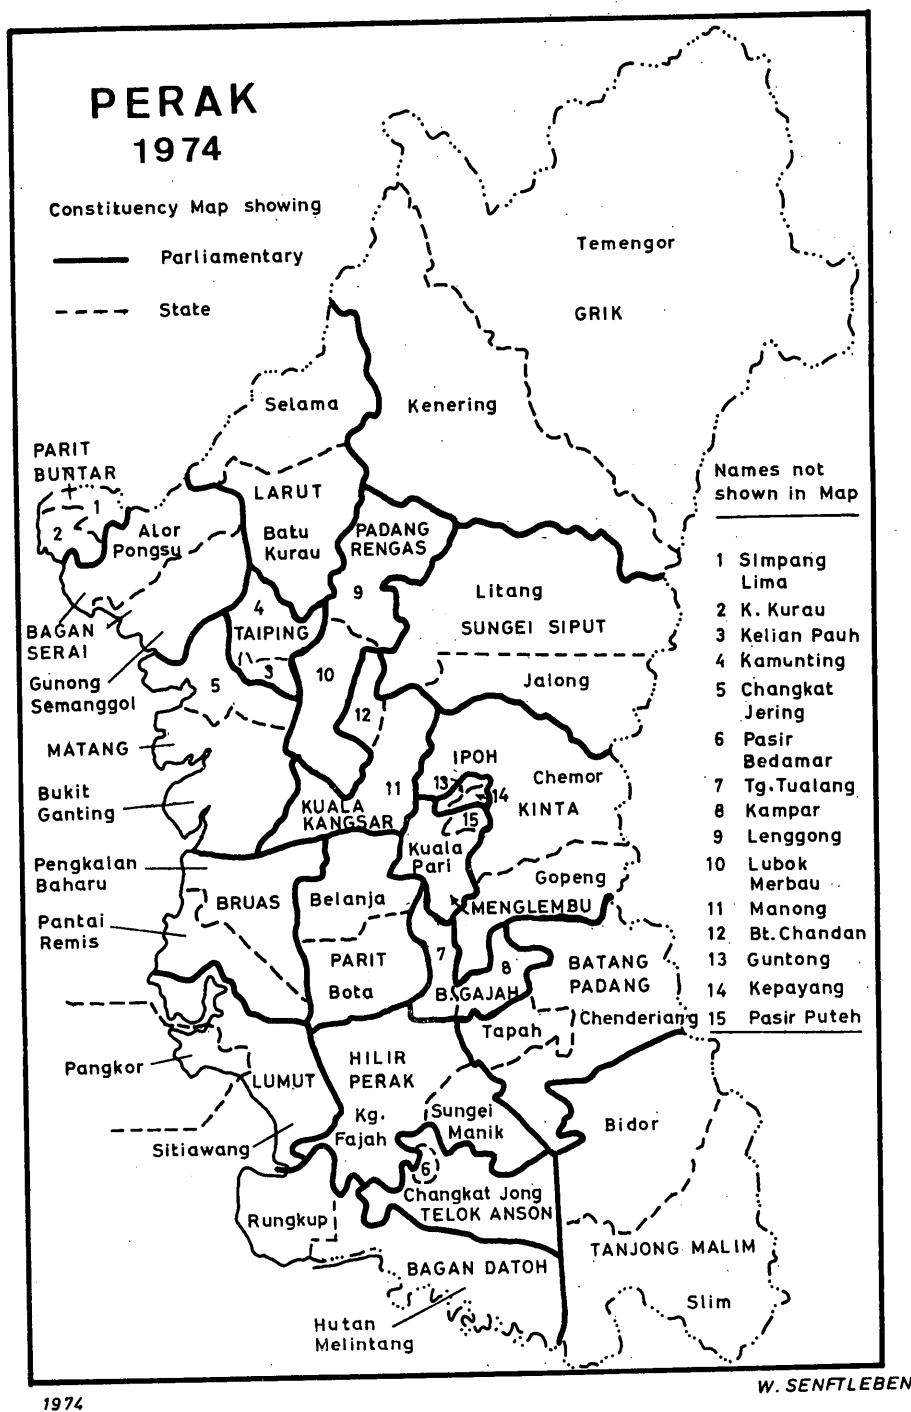 PERAK
1974
Constituency Map showing
Parliamentary
State
Temengor
GRIK
Selama
Kenering
PARIT
BUNTAR
1
2
Alor
Pongsu
LARUT
Batu
Kurau
PADANG
RENGAS
9
Litang
SUNGEI SIPUT
Jalong
4
TAIPING
3
BAGAN
SERAI
Gunong
Semanggol
5
10
12
MATANG
Bukit
Ganting
11
KUALA
KANGSAR
IPOH
13
14
15
Chemor
KINTA
Kuala
Pari
Gopeng
MENGLEMBU
Pengkalan
Baharu
BRUAS
Belanja
Pantai
Remis
PARIT
Bota
7
8
B.GAJAH
BATANG
PADANG
Tapah
Chenderiang
Pangkor
LUMUT
HILIR
PERAK
Kg.
Fajah
Sungei
Manik
Bidor
Sitiawang
6
Changkat Jong
TELOK ANSON
Rungkup
BAGAN DATOH
TANJONG MALIM
Slim
Hutan
Melintang
Names not
shown in Map
1 Simpang
Lima
2 K. Kurau
3 Kelian Pauh
4 Kamunting
5 Changkat
Jering
6 Pasir
Bedamar
7 Tg.Tualang
8 Kampar
9 Lenggong
10 Lubok
Merbau
11 Manong
12 Bt.Chandan
13 Guntong
14 Kepayang
15 Pasir Puteh
1974
W. SENFTLEBEN